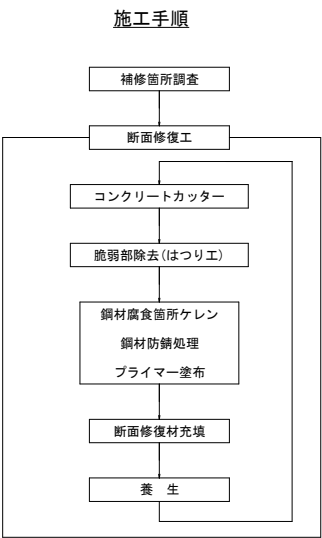 施工手順
補修箇所調査
断面修復工
コンクリートカッター
脆弱部除去(はつり工)
鋼材腐食箇所ケレン
鋼材防錆処理
プライマー塗布
断面修復材充填
養　生